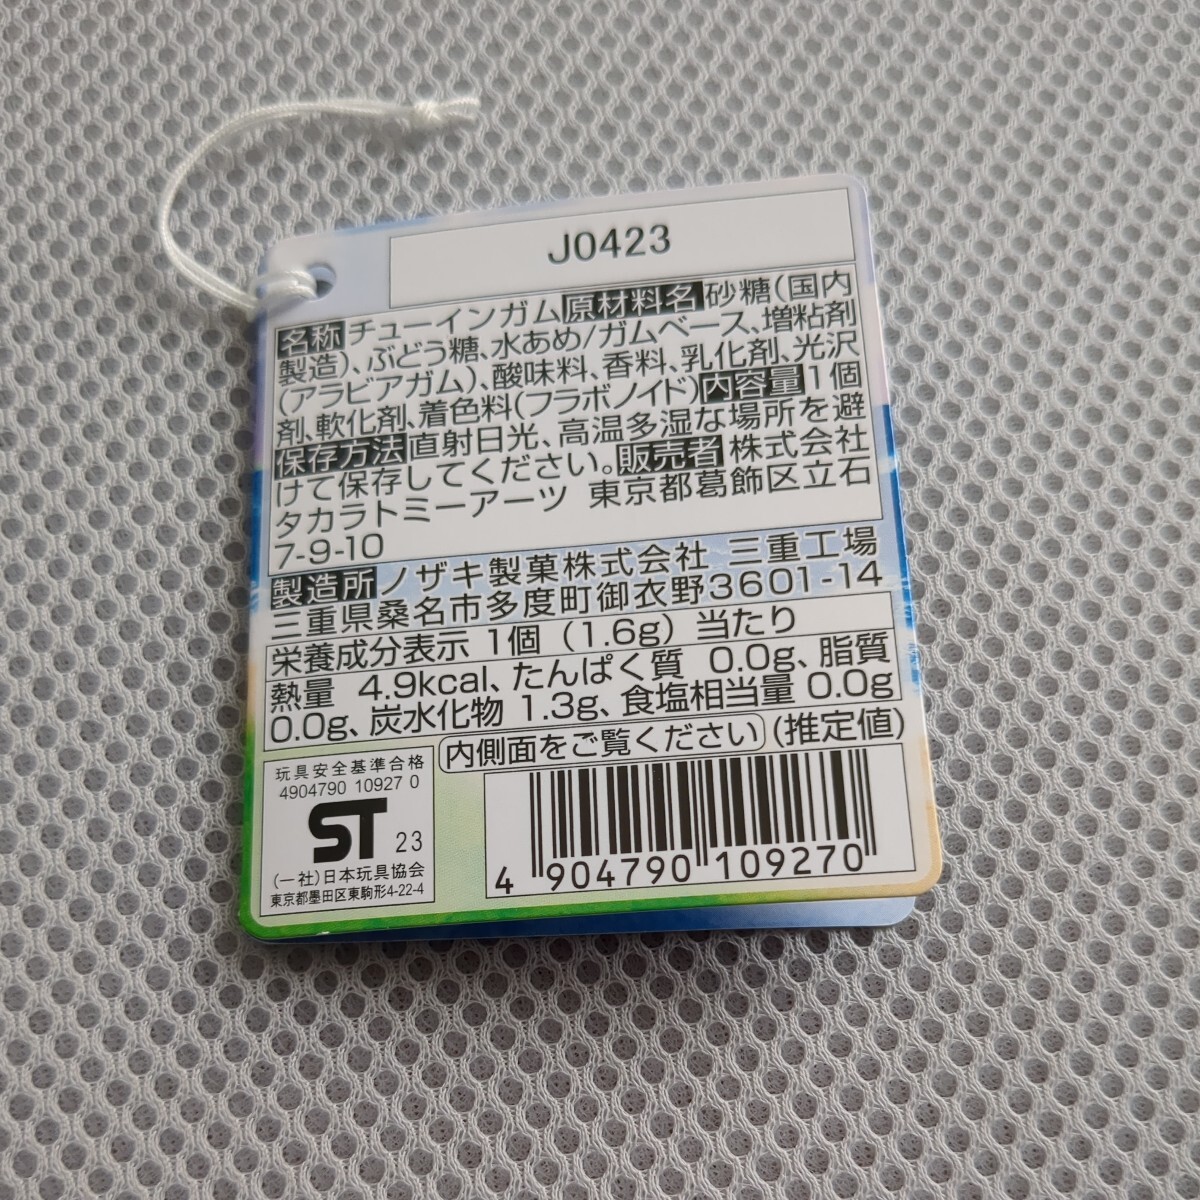 J0423
名称チューインガム原材料名砂糖(国内
製造)、ぶどう糖、水あめ/ガムベース、増粘剤
(アラビアガム)、酸味料、香料、乳化剤、光沢
剤、軟化剤、着色料(フラボノイド)内容量1個
保存方法直射日光、高温多湿な場所を避
けて保存してください。販売者 株式会社
タカラトミーアーツ 東京都葛飾区立石
7-9-10
製造所ノザキ製菓株式会社 三重工場
三重県桑名市多度町御衣野3601-14
栄養成分表示 1個 (1.6g) 当たり
熱量 4.9kcal、たんぱく質 0.0g、脂質
0.0g、炭水化物 1.3g、食塩相当量 0.0g
内側面をご覧ください (推定値)
玩具安全基準合格
4904790 10927 0
ST 23
(一社)日本玩具協会
東京都墨田区東駒形4-22-4
4 904790 109270